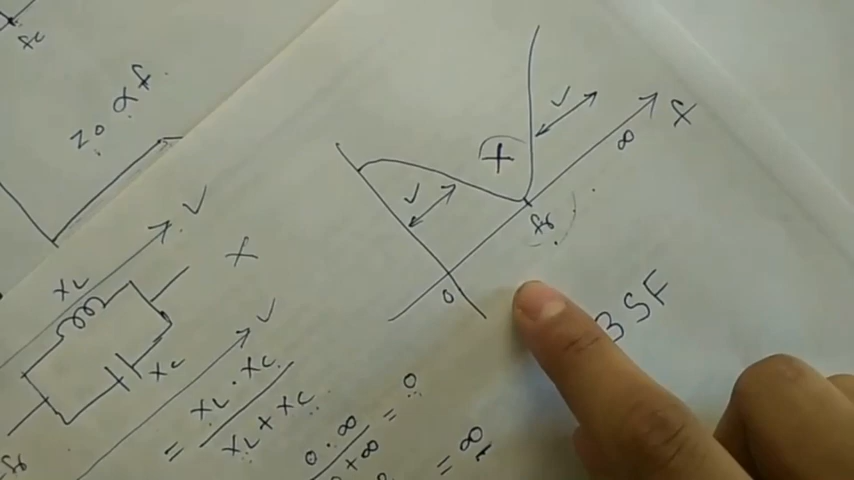 fc
Z∝f
XL
XC
fr
= XL · XC
XL + XC
0 · ∞
+ ∞
= 0
= ∞
0
fr
∞
f
BSF